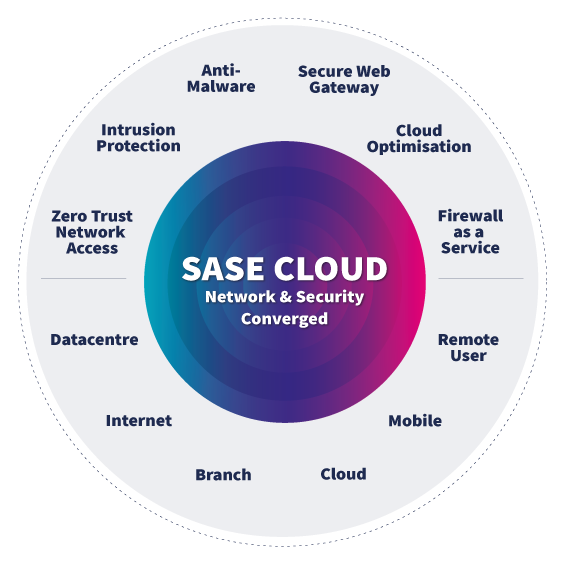 Anti-
Malware
Secure Web
Gateway
Intrusion
Protection
Cloud
Optimisation
Zero Trust
Network
Access
Firewall
as a
Service
SASE CLOUD
Network & Security
Converged
Datacentre
Remote
User
Internet
Mobile
Branch
Cloud